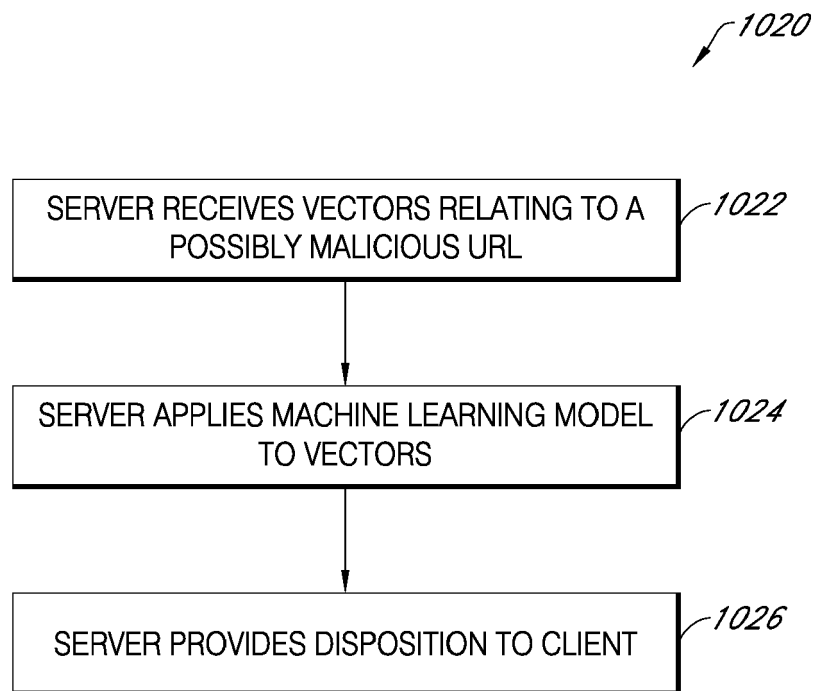 1020
SERVER RECEIVES VECTORS RELATING TO A
POSSIBLY MALICIOUS URL
1022
SERVER APPLIES MACHINE LEARNING MODEL
TO VECTORS
1024
SERVER PROVIDES DISPOSITION TO CLIENT
1026